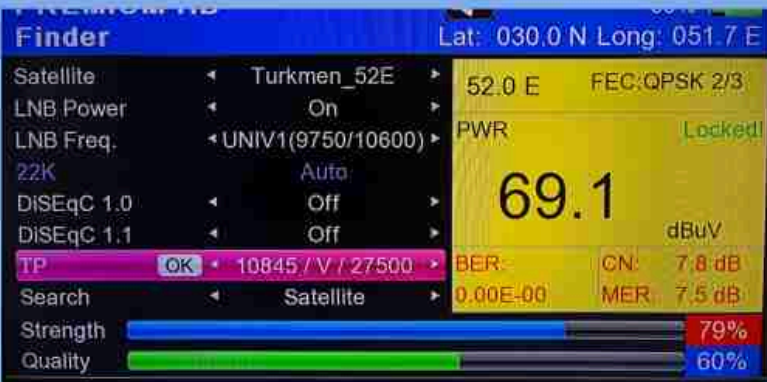 Finder
Lat: 030.0 N Long: 051.7 E
Satellite Turkmen_52E
LNB Power On
LNB Freq. UNIV1(9750/10600)
22K Auto
DiSEqC 1.0 Off
DiSEqC 1.1 Off
TP OK 10845 / V / 27500
Search Satellite
Strength 79%
Quality 60%
52.0 E FEC:QPSK 2/3
PWR Locked!
69.1
dBuV
BER: CN: 7.8 dB
0.00E-00 MER: 7.5 dB